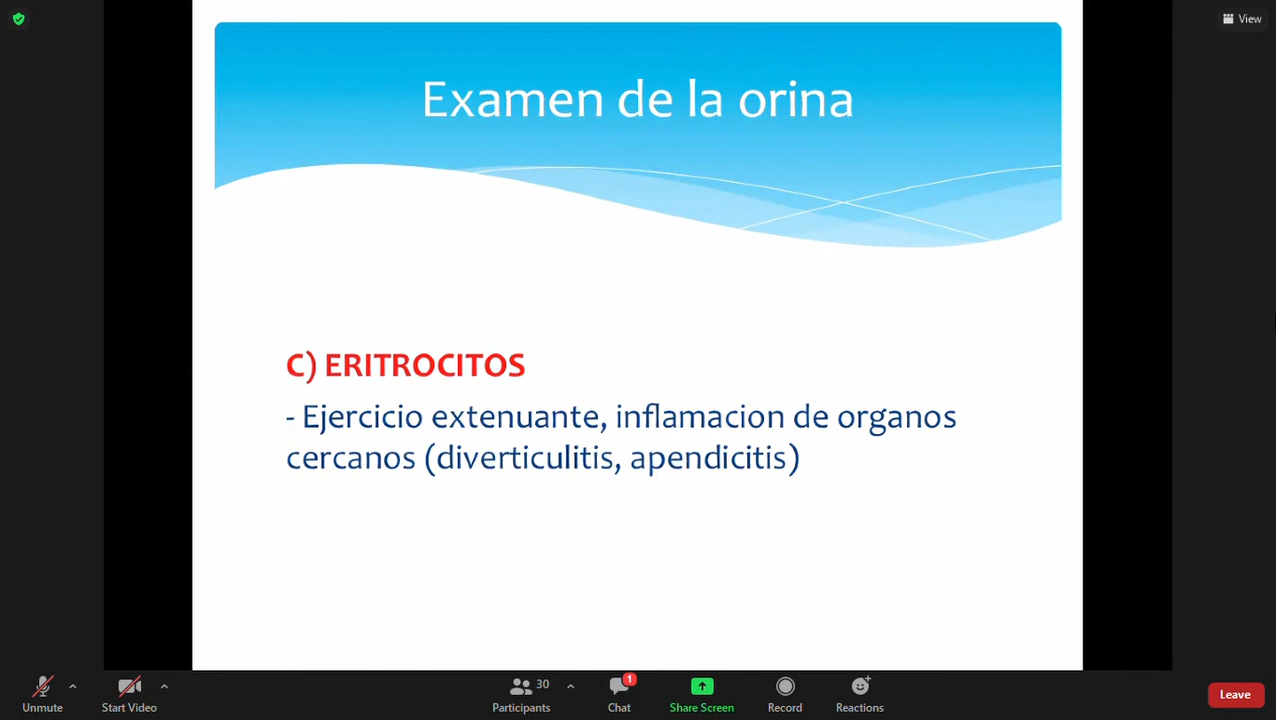 View
Examen de la orina
C) ERITROCITOS
- Ejercicio extenuante, inflamacion de organos
cercanos (diverticulitis, apendicitis)
Unmute
Start Video
30
Participants
1
Chat
Share Screen
Record
Reactions
Leave